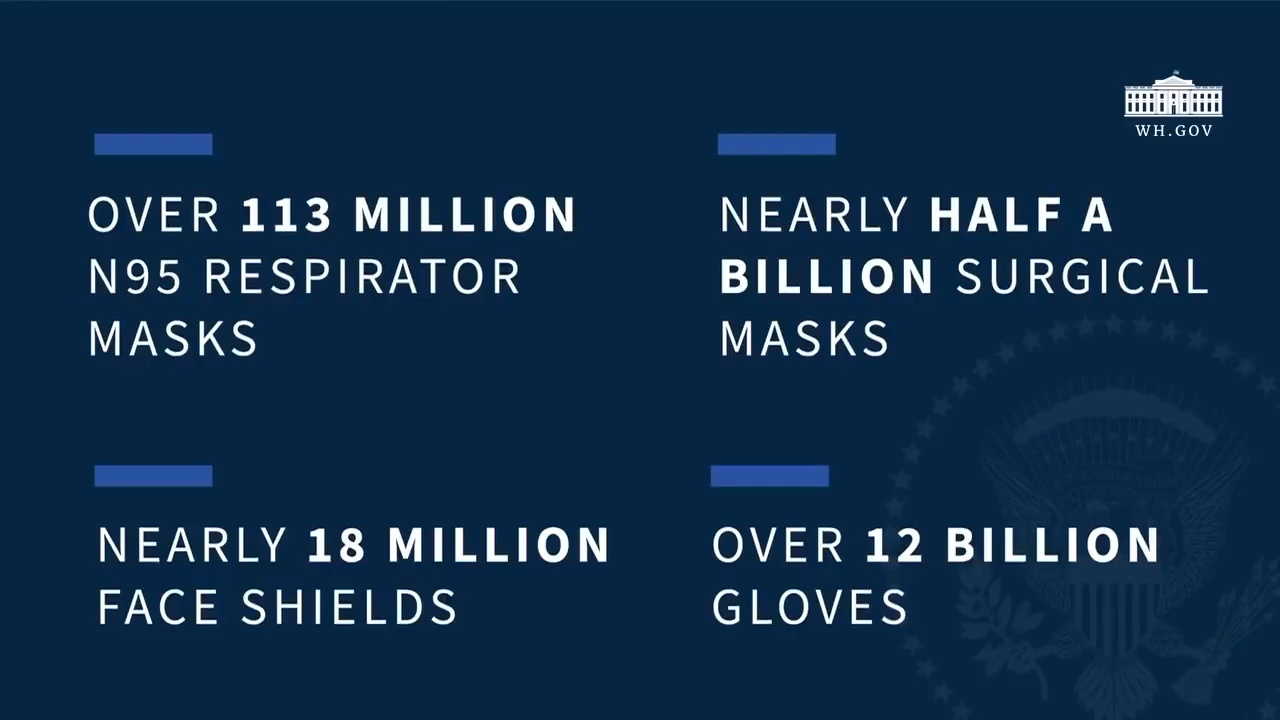 WH.GOV
OVER 113 MILLION
N95 RESPIRATOR
MASKS
NEARLY HALF A
BILLION SURGICAL
MASKS
NEARLY 18 MILLION
FACE SHIELDS
OVER 12 BILLION
GLOVES